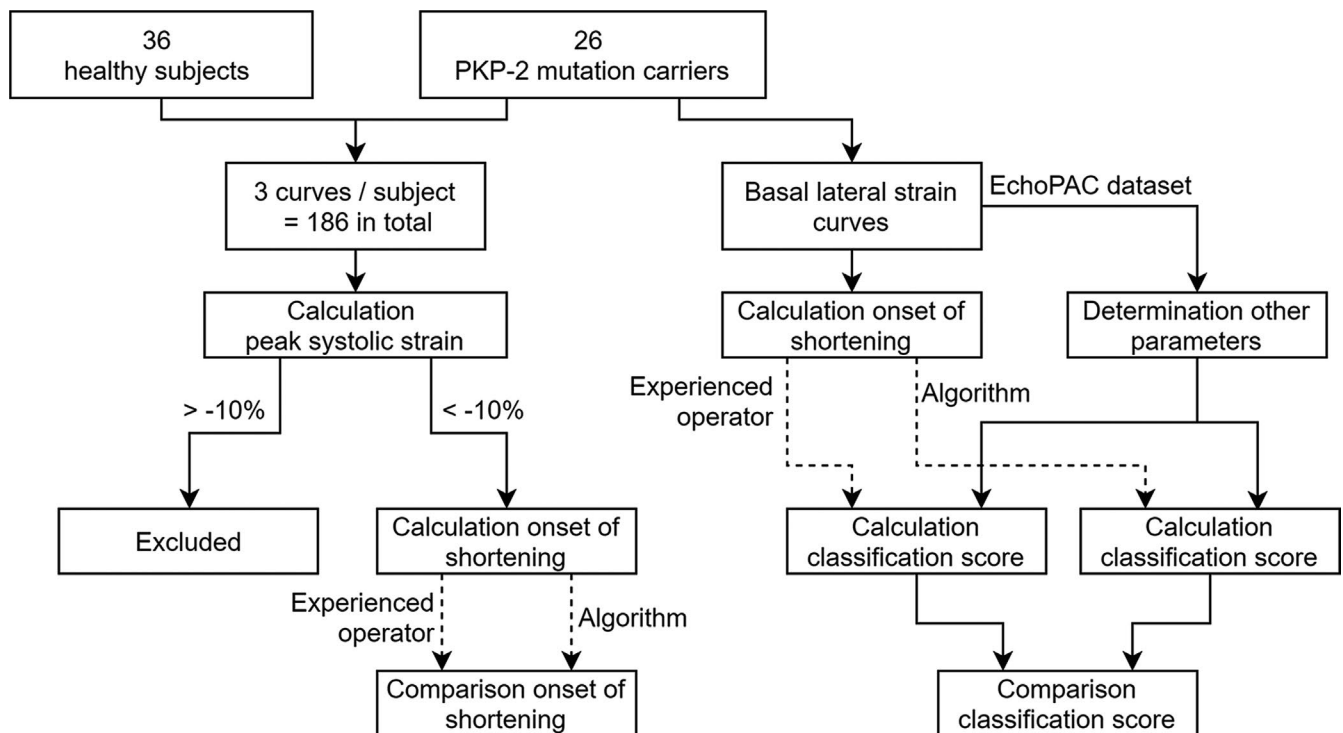 36
healthy subjects
26
PKP-2 mutation carriers
3 curves / subject
= 186 in total
Basal lateral strain
curves
EchoPAC dataset
Calculation
peak systolic strain
Calculation onset of
shortening
Determination other
parameters
> -10%
< -10%
Experienced
operator
Algorithm
Excluded
Calculation onset of
shortening
Calculation
classification score
Calculation
classification score
Experienced
operator
Algorithm
Comparison onset of
shortening
Comparison
classification score